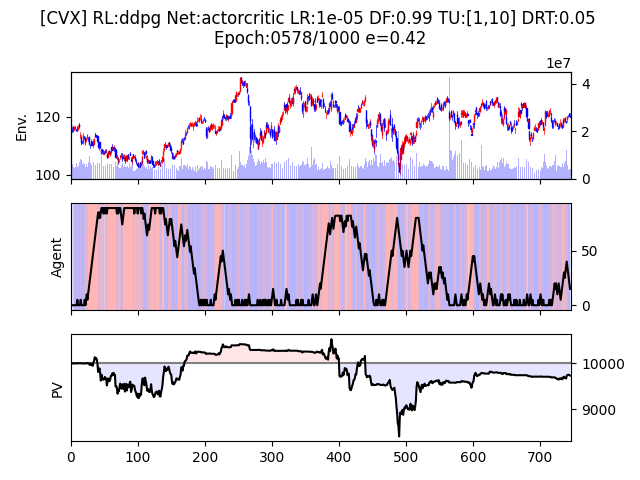 [CVX] RL:ddpg Net:actorcritic LR:1e-05 DF:0.99 TU:[1,10] DRT:0.05
Epoch:0578/1000 e=0.42
1e7
Env.
120
100
4
2
0
Agent
50
0
PV
10000
9000
0 100 200 300 400 500 600 700